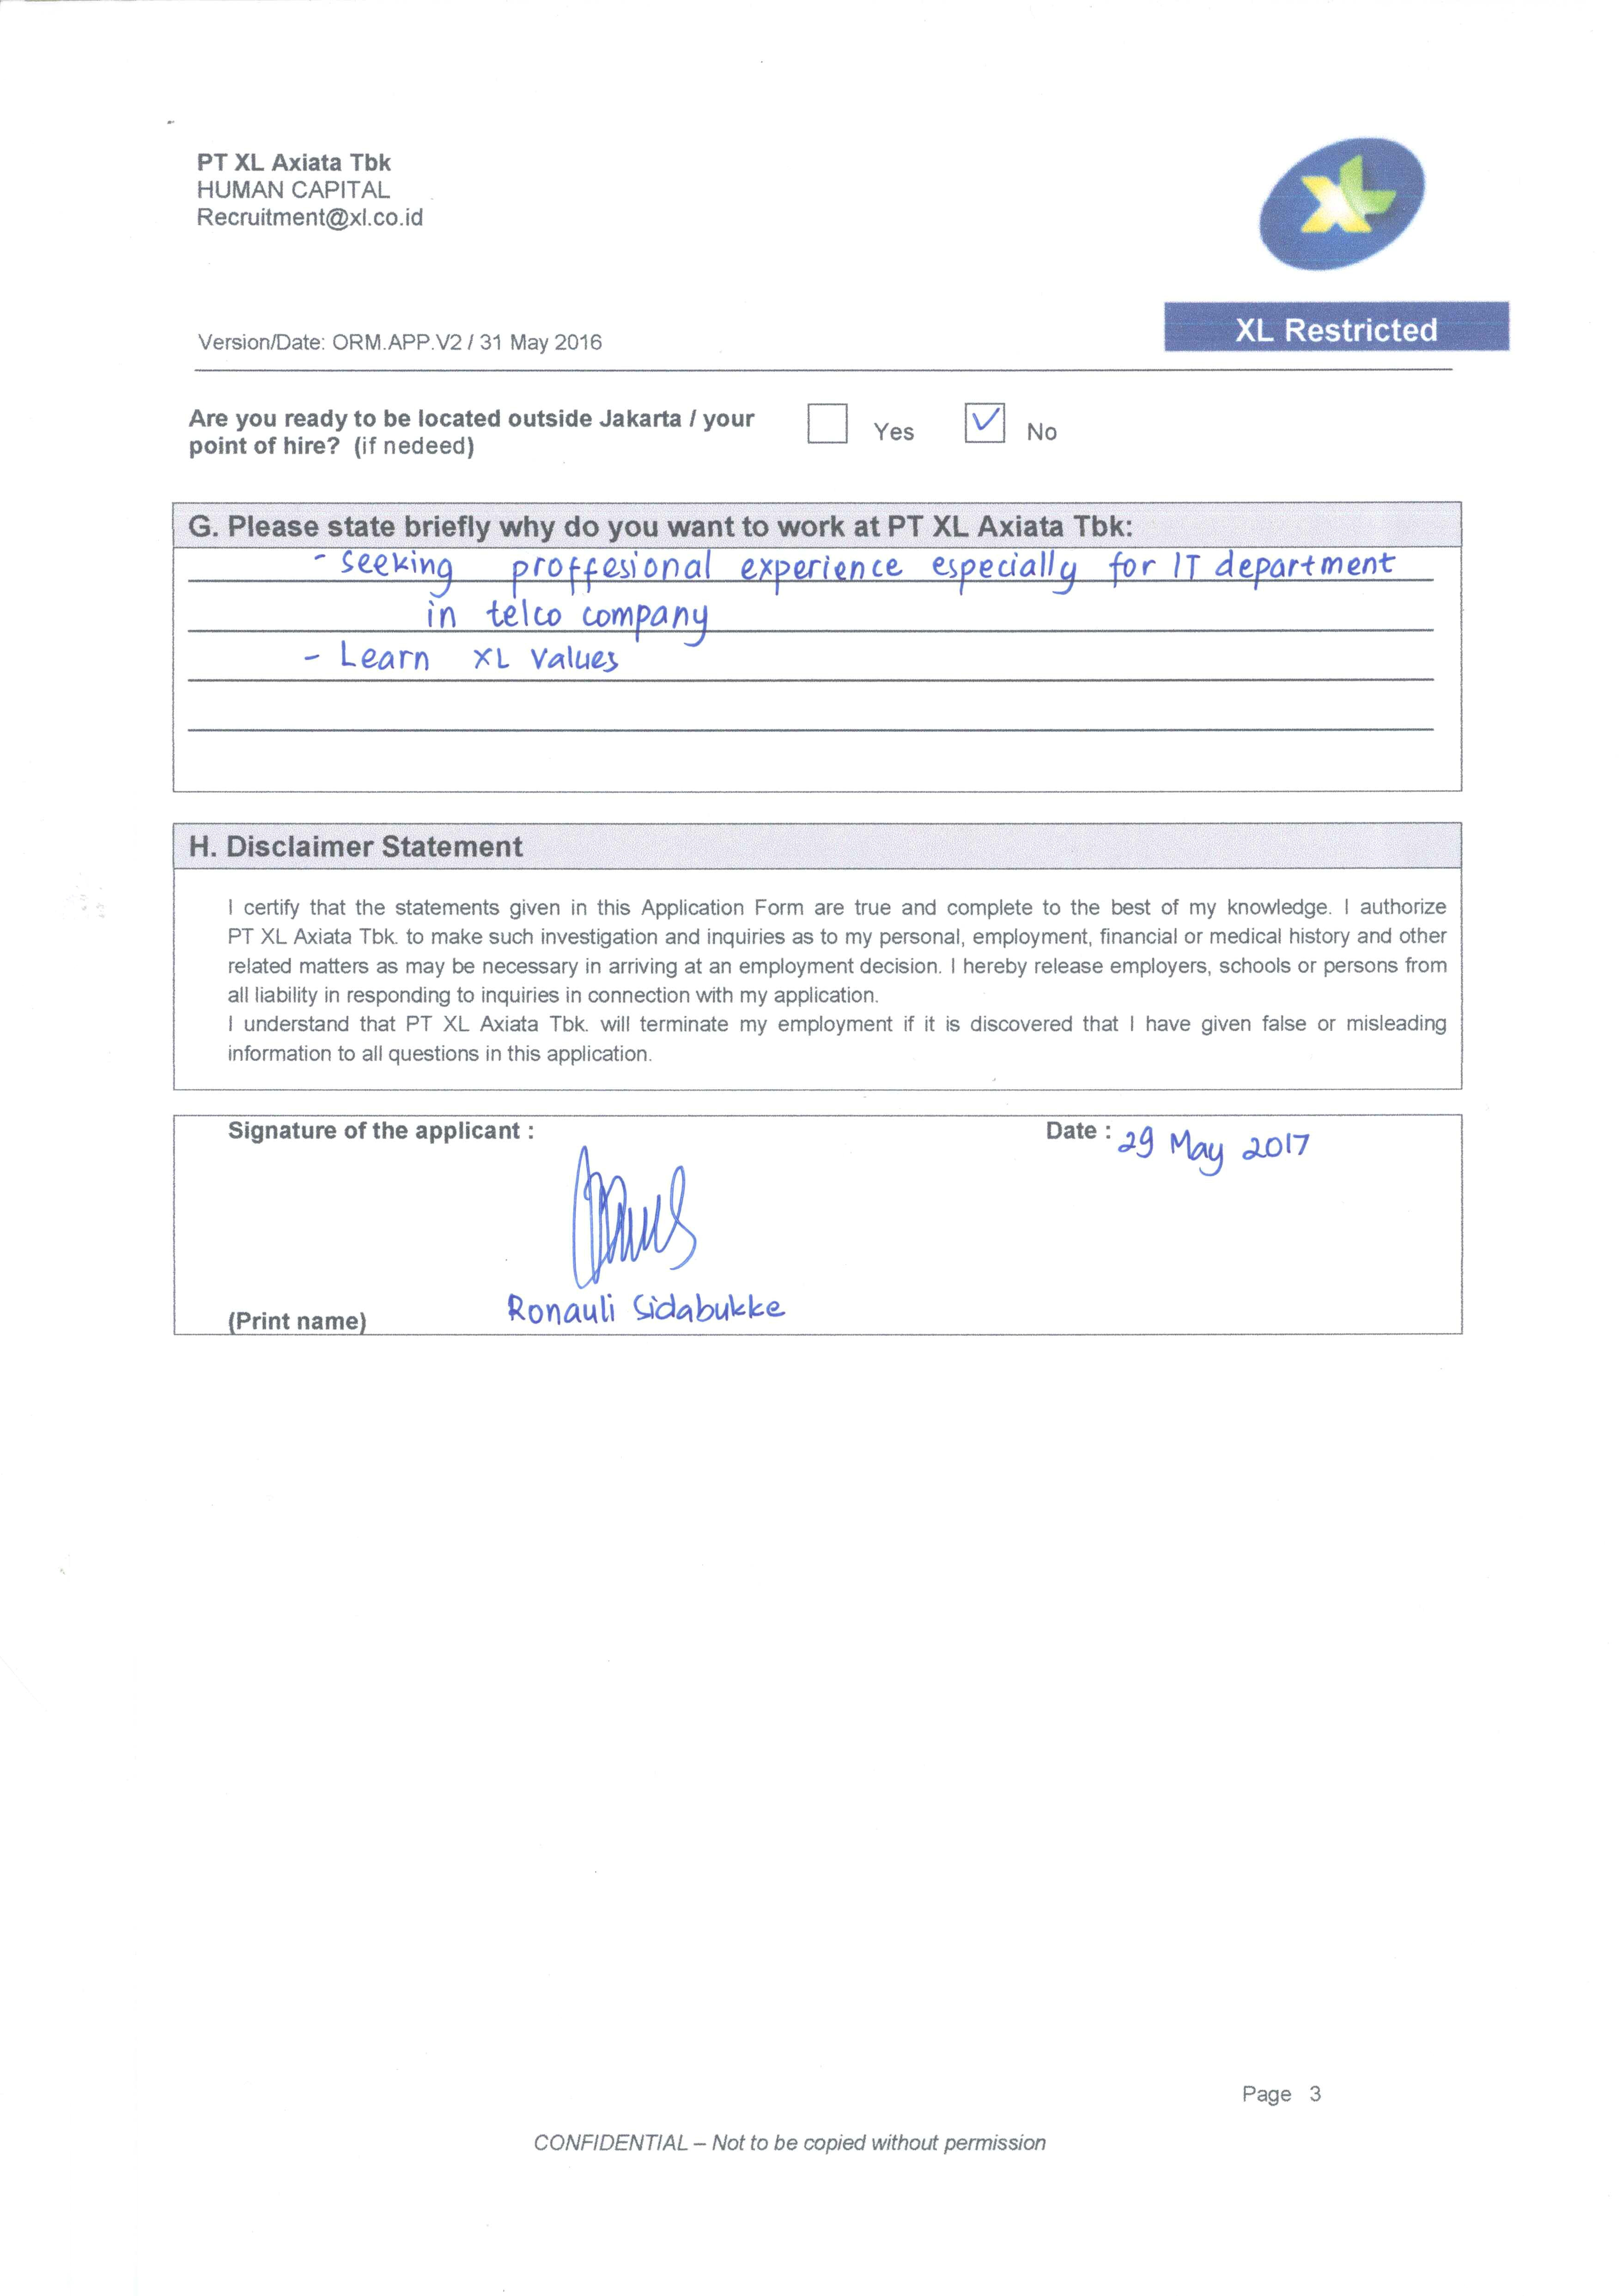 PT XL Axiata Tbk
HUMAN CAPITAL
Recruitment@xl.co.id
XL
XL Restricted
Version/Date: ORM.APP.V2 / 31 May 2016
Are you ready to be located outside Jakarta / your
point of hire? (if nedeed)
Yes
No
G. Please state briefly why do you want to work at PT XL Axiata Tbk:
- seeking proffesional experience especially for IT department
in telco company
- Learn XL values
H. Disclaimer Statement
I certify that the statements given in this Application Form are true and complete to the best of my knowledge. I authorize
PT XL Axiata Tbk. to make such investigation and inquiries as to my personal, employment, financial or medical history and other
related matters as may be necessary in arriving at an employment decision. I hereby release employers, schools or persons from
all liability in responding to inquiries in connection with my application.
I understand that PT XL Axiata Tbk. will terminate my employment if it is discovered that I have given false or misleading
information to all questions in this application.
Signature of the applicant :
Date : 29 May 2017
(Print name) Ronauli Sidabukke
Page 3
CONFIDENTIAL – Not to be copied without permission